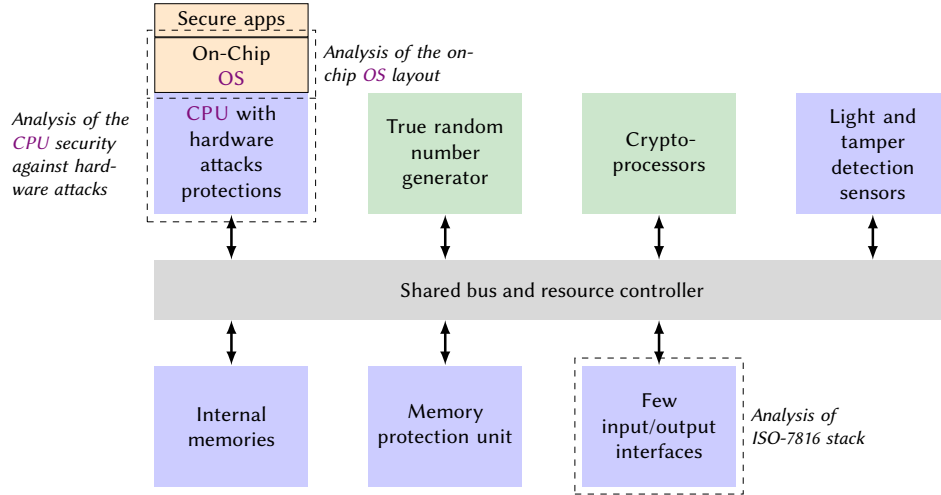 Secure apps
On-Chip
OS
Analysis of the on-
chip OS layout
Analysis of the
CPU security
against hard-
ware attacks
CPU with
hardware
attacks
protections
True random
number
generator
Crypto-
processors
Light and
tamper
detection
sensors
Shared bus and resource controller
Internal
memories
Memory
protection unit
Few
input/output
interfaces
Analysis of
ISO-7816 stack